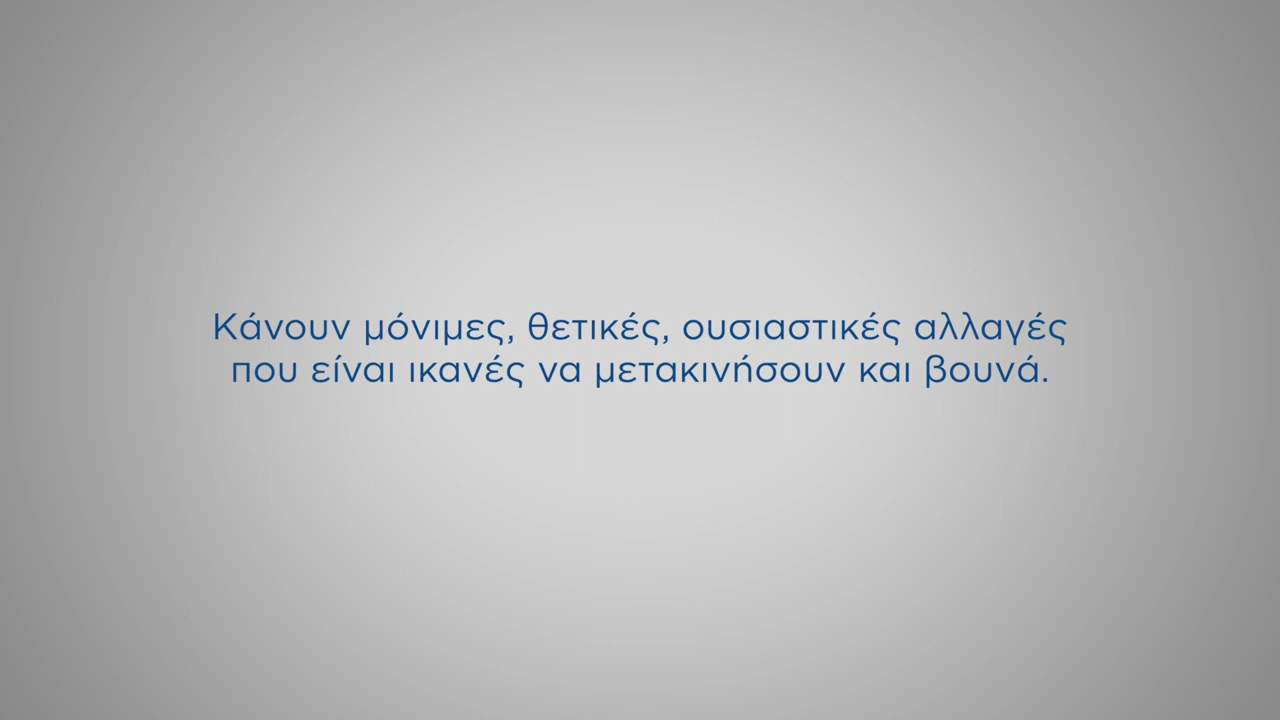 Κάνουν μόνιμες, θετικές, ουσιαστικές αλλαγές
που είναι ικανές να μετακινήσουν και βουνά.